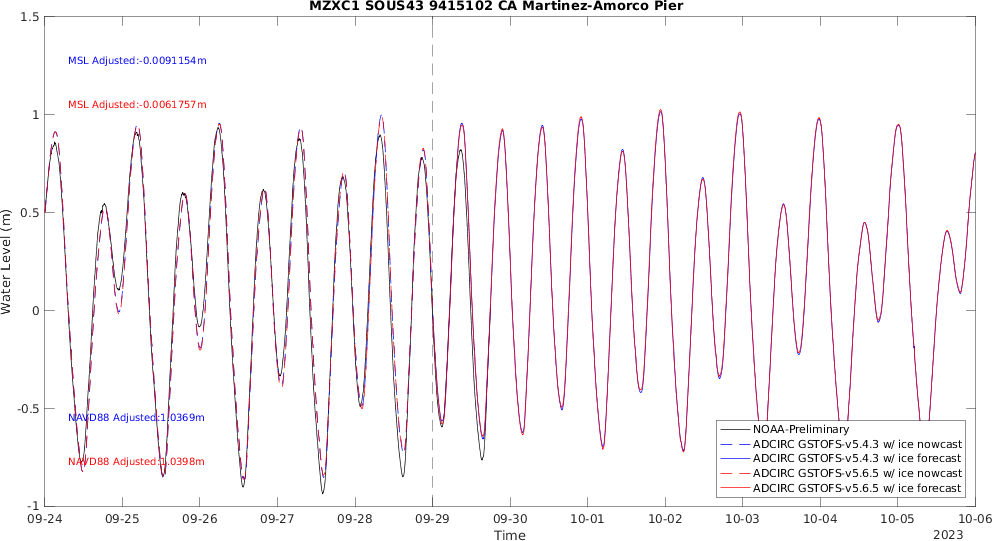 MZXC1 SOUS43 9415102 CA Martinez-Amorco Pier
1.5
MSL Adjusted:-0.0091154m
MSL Adjusted:-0.0061757m
1
0.5
Water Level (m)
0
-0.5
NAVD88 Adjusted:1.0369m
NAVD88 Adjusted:1.0398m
-1
NOAA-Preliminary
ADCIRC GSTOFS-v5.4.3 w/ ice nowcast
ADCIRC GSTOFS-v5.4.3 w/ ice forecast
ADCIRC GSTOFS-v5.6.5 w/ ice nowcast
ADCIRC GSTOFS-v5.6.5 w/ ice forecast
09-24 09-25 09-26 09-27 09-28 09-29 09-30 10-01 10-02 10-03 10-04 10-05 10-06
Time
2023